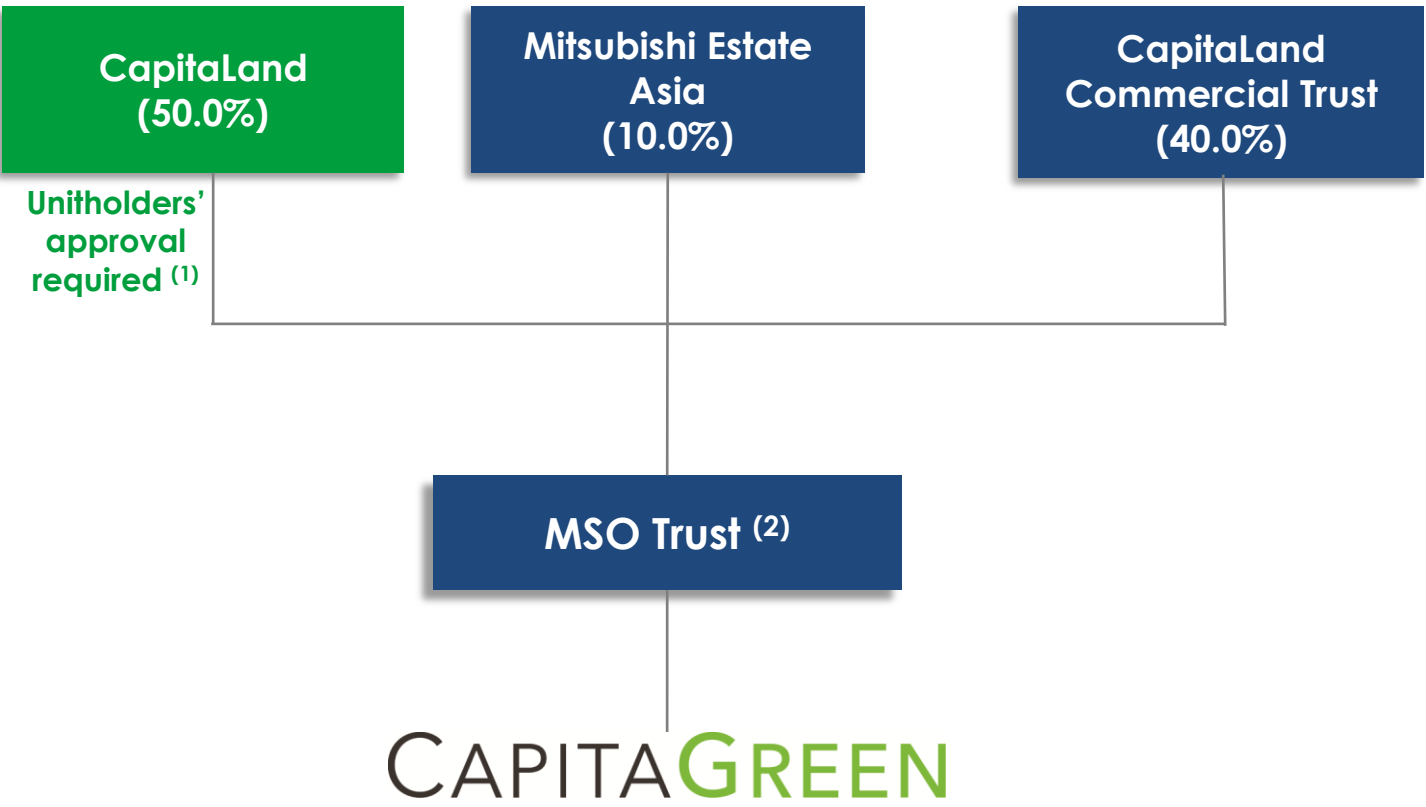 CapitaLand
(50.0%)
Mitsubishi Estate
Asia
(10.0%)
CapitaLand
Commercial Trust
(40.0%)
Unitholders’
approval
required (1)
MSO Trust (2)
CAPITAGREEN